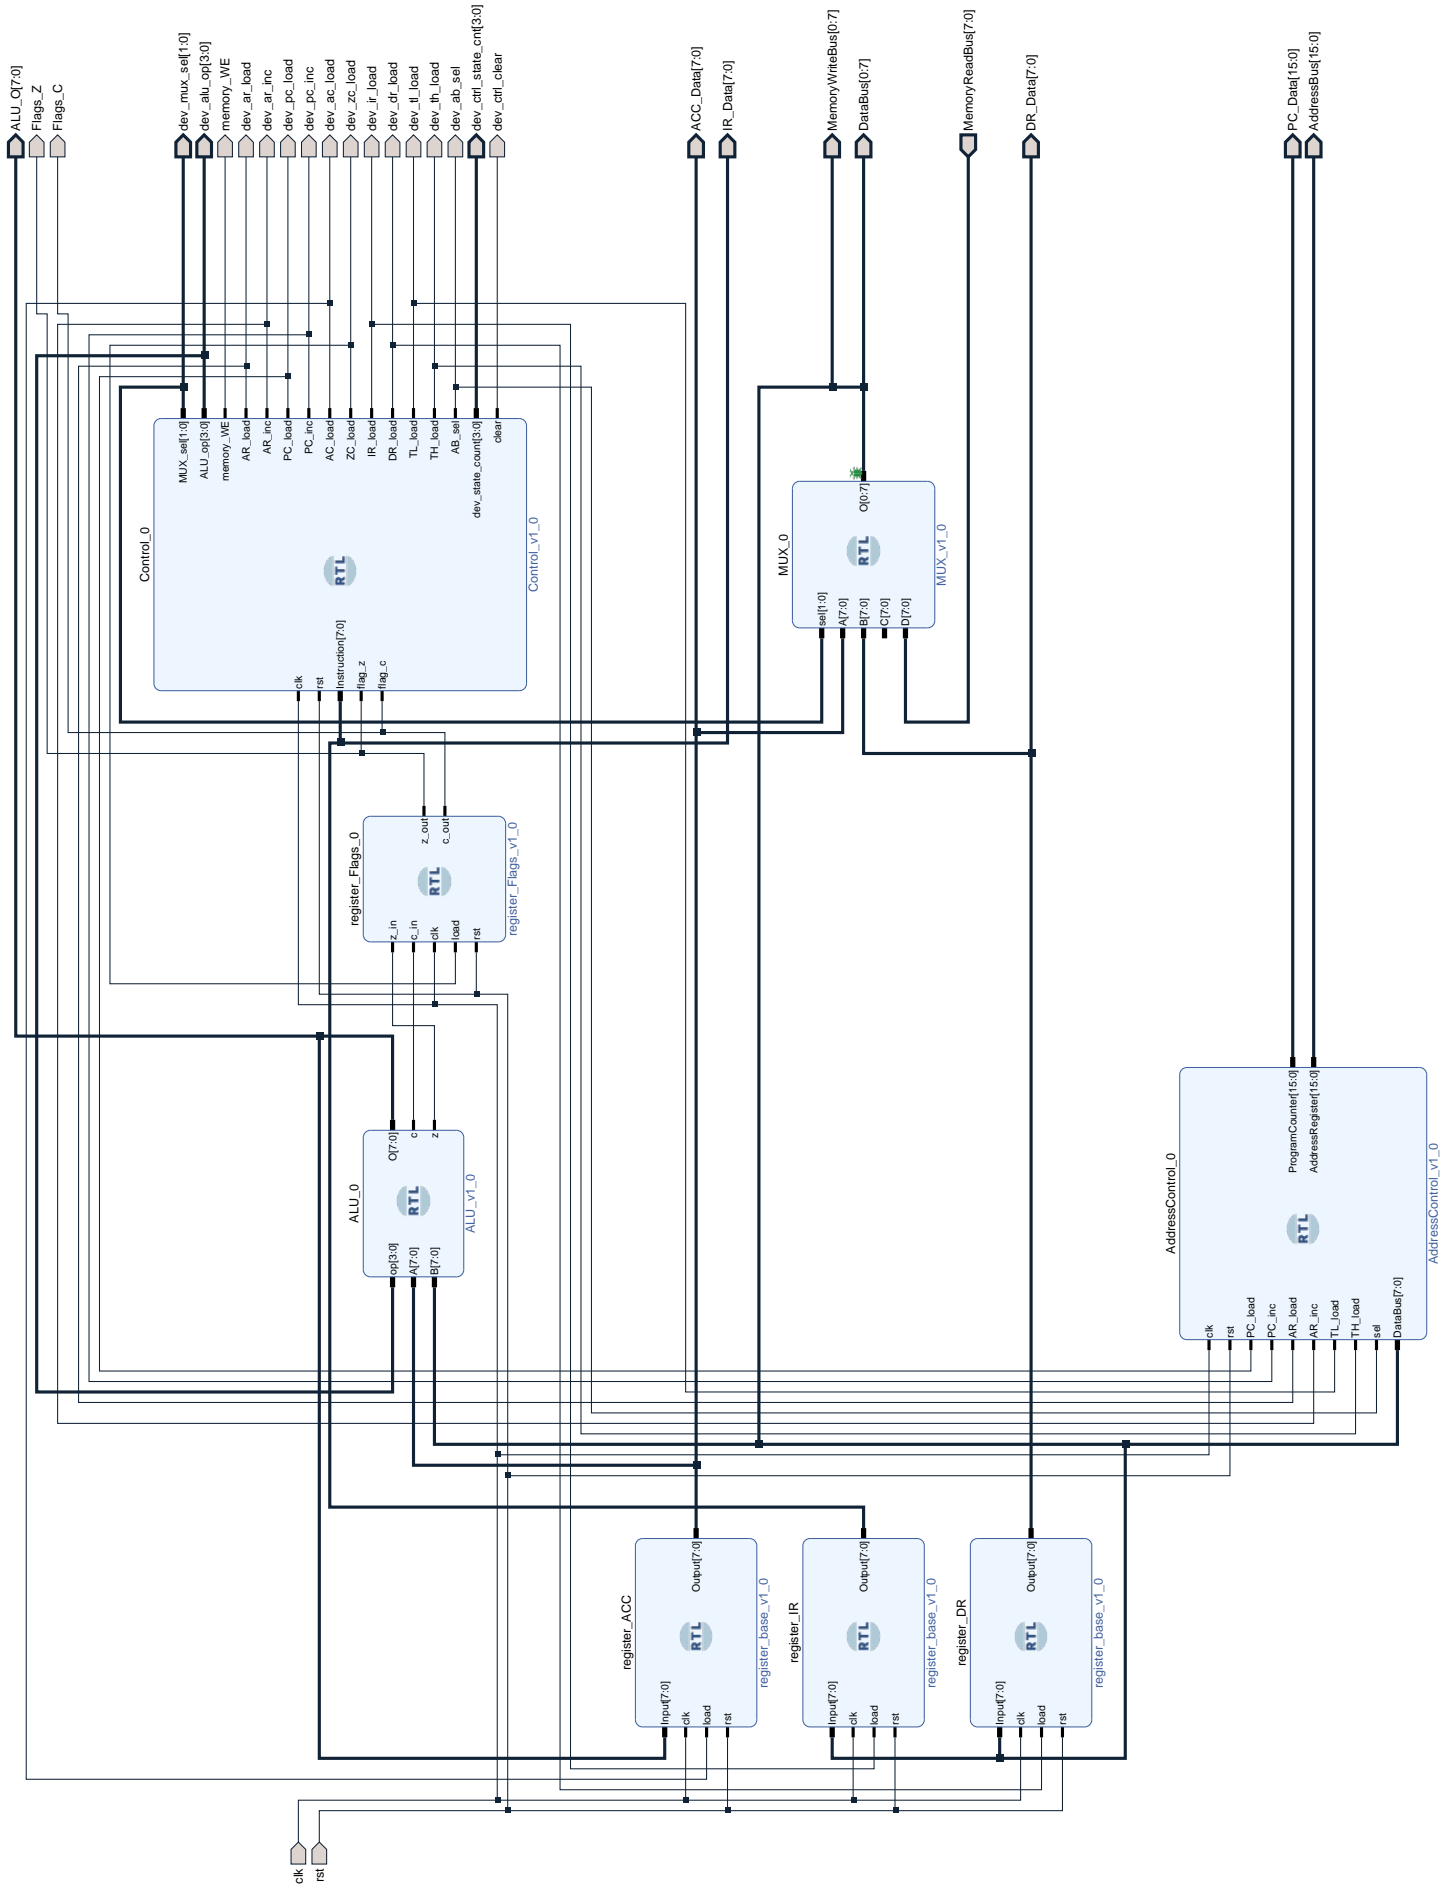 clk
rst
register_ACC
Input[7:0]
clk
load
rst
RTL
Output[7:0]
register_base_v1_0
register_IR
Input[7:0]
clk
load
rst
RTL
Output[7:0]
register_base_v1_0
register_DR
Input[7:0]
clk
load
rst
RTL
Output[7:0]
register_base_v1_0
ALU_0
op[3:0]
A[7:0]
B[7:0]
RTL
O[7:0]
c
z
ALU_v1_0
AddressControl_0
clk
rst
PC_load
PC_inc
AR_load
AR_inc
TL_load
TH_load
sel
DataBus[7:0]
RTL
ProgramCounter[15:0]
AddressRegister[15:0]
AddressControl_v1_0
register_Flags_0
z_in
c_in
clk
load
rst
RTL
z_out
c_out
register_Flags_v1_0
Control_0
clk
rst
Instruction[7:0]
flag_z
flag_c
RTL
MUX_sel[1:0]
ALU_op[3:0]
memory_WE
AR_load
AR_inc
PC_load
PC_inc
AC_load
ZC_load
IR_load
DR_load
TL_load
TH_load
AB_sel
dev_state_count[3:0]
clear
Control_v1_0
MUX_0
sel[1:0]
A[7:0]
B[7:0]
C[7:0]
D[7:0]
RTL
O[0:7]
MUX_v1_0
ALU_O[7:0]
Flags_Z
Flags_C
dev_mux_sel[1:0]
dev_alu_op[3:0]
memory_WE
dev_ar_load
dev_ar_inc
dev_pc_load
dev_pc_inc
dev_ac_load
dev_zc_load
dev_ir_load
dev_dr_load
dev_tl_load
dev_th_load
dev_ab_sel
dev_ctrl_state_cnt[3:0]
dev_ctrl_clear
ACC_Data[7:0]
IR_Data[7:0]
MemoryWriteBus[0:7]
DataBus[0:7]
MemoryReadBus[7:0]
DR_Data[7:0]
PC_Data[15:0]
AddressBus[15:0]